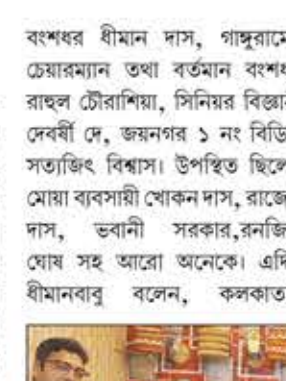 বংশধর ধীমান দাস, গাঙ্গুরামে
চেয়ারম্যান তথা বর্তমান বংশধ
রাহুল চৌরাশিয়া, সিনিয়র বিজ্ঞা
দেবর্ষী দে, জয়নগর ১ নং বিডি
সত্যজিৎ বিশ্বাস। উপস্থিত ছিলে
মোয়া ব্যবসায়ী খোকন দাস, রাজে
দাস, ভবানী সরকার,রনজি
ঘোষ সহ আরো অনেকে। এদি
ধীমানবাবু বলেন, কলকাত